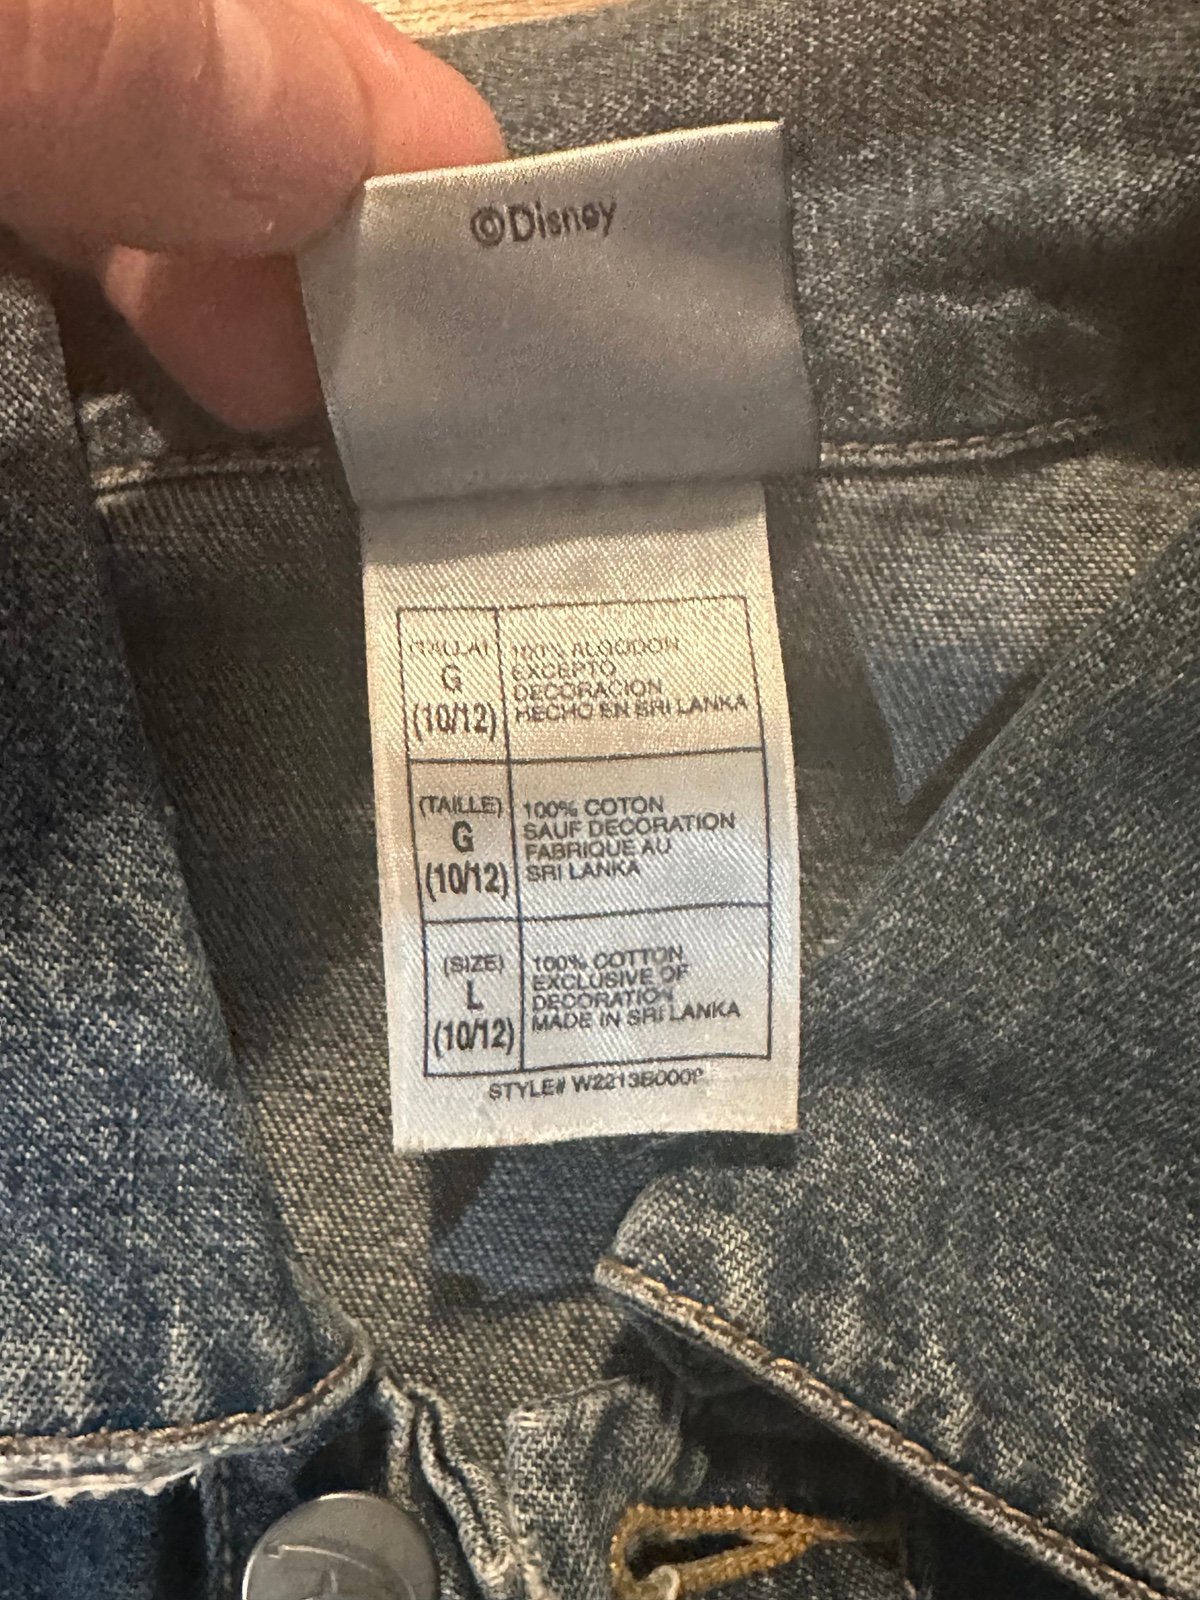 ©Disney
(TALLA)
G
(10/12)
100% ALGODON
EXCEPTO
DECORACION
HECHO EN SRI LANKA
(TAILLE)
G
(10/12)
100% COTON
SAUF DECORATION
FABRIQUE AU
SRI LANKA
(SIZE)
L
(10/12)
100% COTTON
EXCLUSIVE OF
DECORATION
MADE IN SRI LANKA
STYLE#